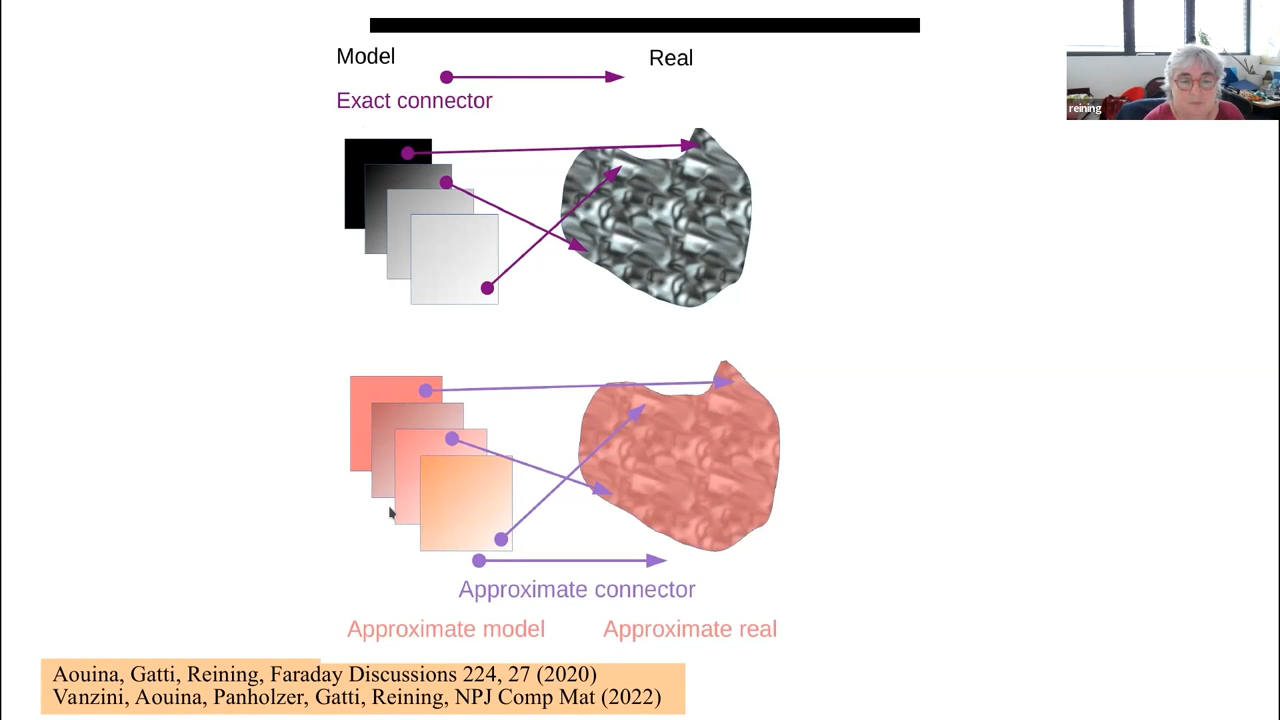 Model
Real
Exact connector
reining
Approximate connector
Approximate model
Approximate real
Aouina, Gatti, Reining, Faraday Discussions 224, 27 (2020)
Vanzini, Aouina, Panholzer, Gatti, Reining, NPJ Comp Mat (2022)